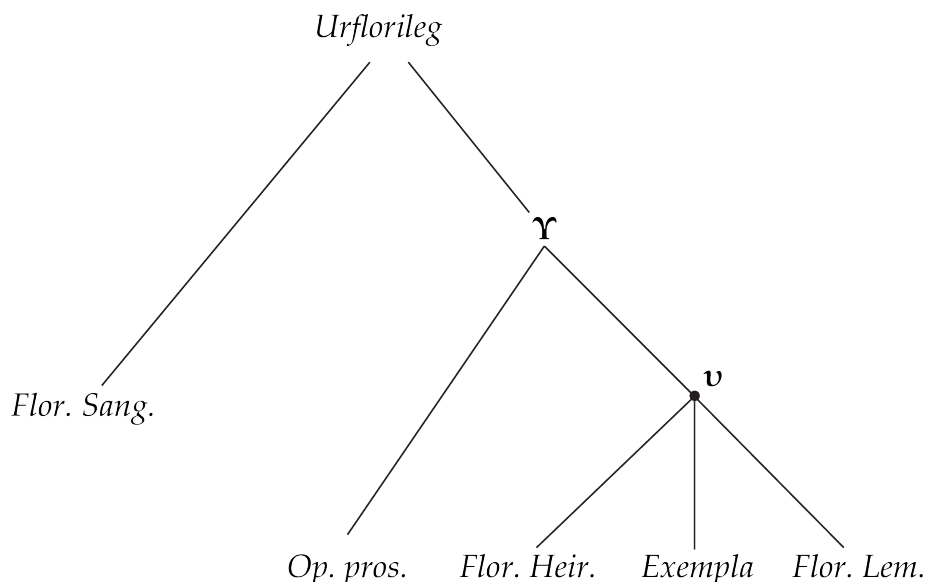 Urflorileg
ϒ
υ
Flor. Sang.
Op. pros. Flor. Heir. Exempla Flor. Lem.